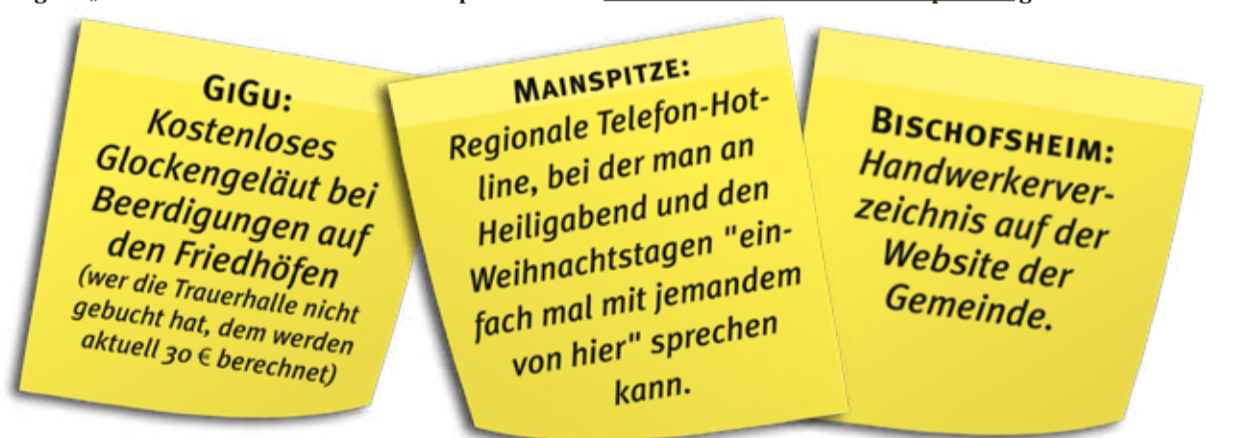 GiGu:
Kostenloses
Glockengeläut bei
Beerdigungen auf
den Friedhöfen
(wer die Trauerhalle nicht
gebucht hat, dem werden
aktuell 30 € berechnet)
Mainspitze:
Regionale Telefon-Hot-
line, bei der man an
Heiligabend und den
Weihnachtstagen "ein-
fach mal mit jemandem
von hier" sprechen
kann.
Bischofsheim:
Handwerkerver-
zeichnis auf der
Website der
Gemeinde.